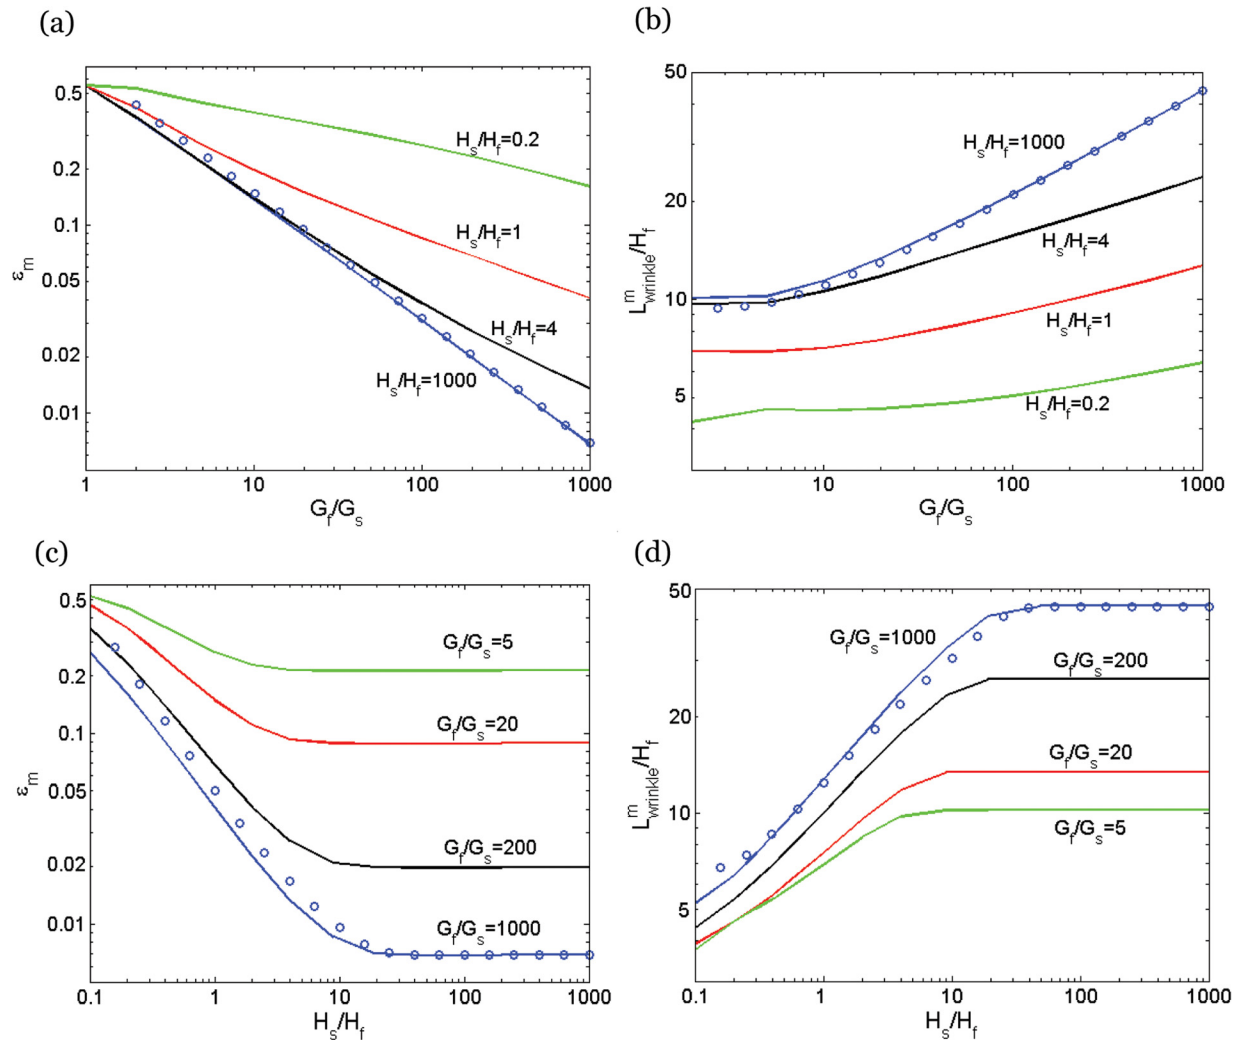 (a)
0.5
0.2
0.1
0.05
0.02
0.01
ε_m
H_s/H_f=0.2
H_s/H_f=1
H_s/H_f=4
H_s/H_f=1000
1 10 100 1000
G_f/G_s
(b)
50
20
10
5
L^m_wrinkle/H_f
H_s/H_f=1000
H_s/H_f=4
H_s/H_f=1
H_s/H_f=0.2
10 100 1000
G_f/G_s
(c)
0.5
0.2
0.1
0.05
0.02
0.01
ε_m
G_f/G_s=5
G_f/G_s=20
G_f/G_s=200
G_f/G_s=1000
0.1 1 10 100 1000
H_s/H_f
(d)
50
20
10
5
L^m_wrinkle/H_f
G_f/G_s=1000
G_f/G_s=200
G_f/G_s=20
G_f/G_s=5
0.1 1 10 100 1000
H_s/H_f